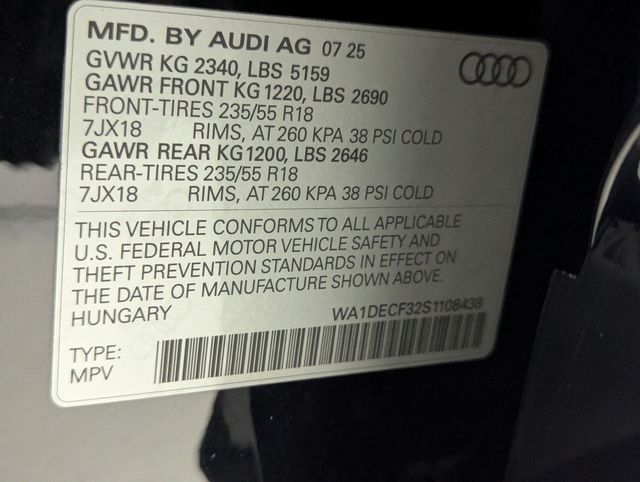 MFD. BY AUDI AG 07 25
GVWR KG 2340, LBS 5159
GAWR FRONT KG 1220, LBS 2690
FRONT-TIRES 235/55 R18
7JX18 RIMS, AT 260 KPA 38 PSI COLD
GAWR REAR KG 1200, LBS 2646
REAR-TIRES 235/55 R18
7JX18 RIMS, AT 260 KPA 38 PSI COLD
THIS VEHICLE CONFORMS TO ALL APPLICABLE
U.S. FEDERAL MOTOR VEHICLE SAFETY AND
THEFT PREVENTION STANDARDS IN EFFECT ON
THE DATE OF MANUFACTURE SHOWN ABOVE.
HUNGARY WA1DECF32S1108438
TYPE:
MPV